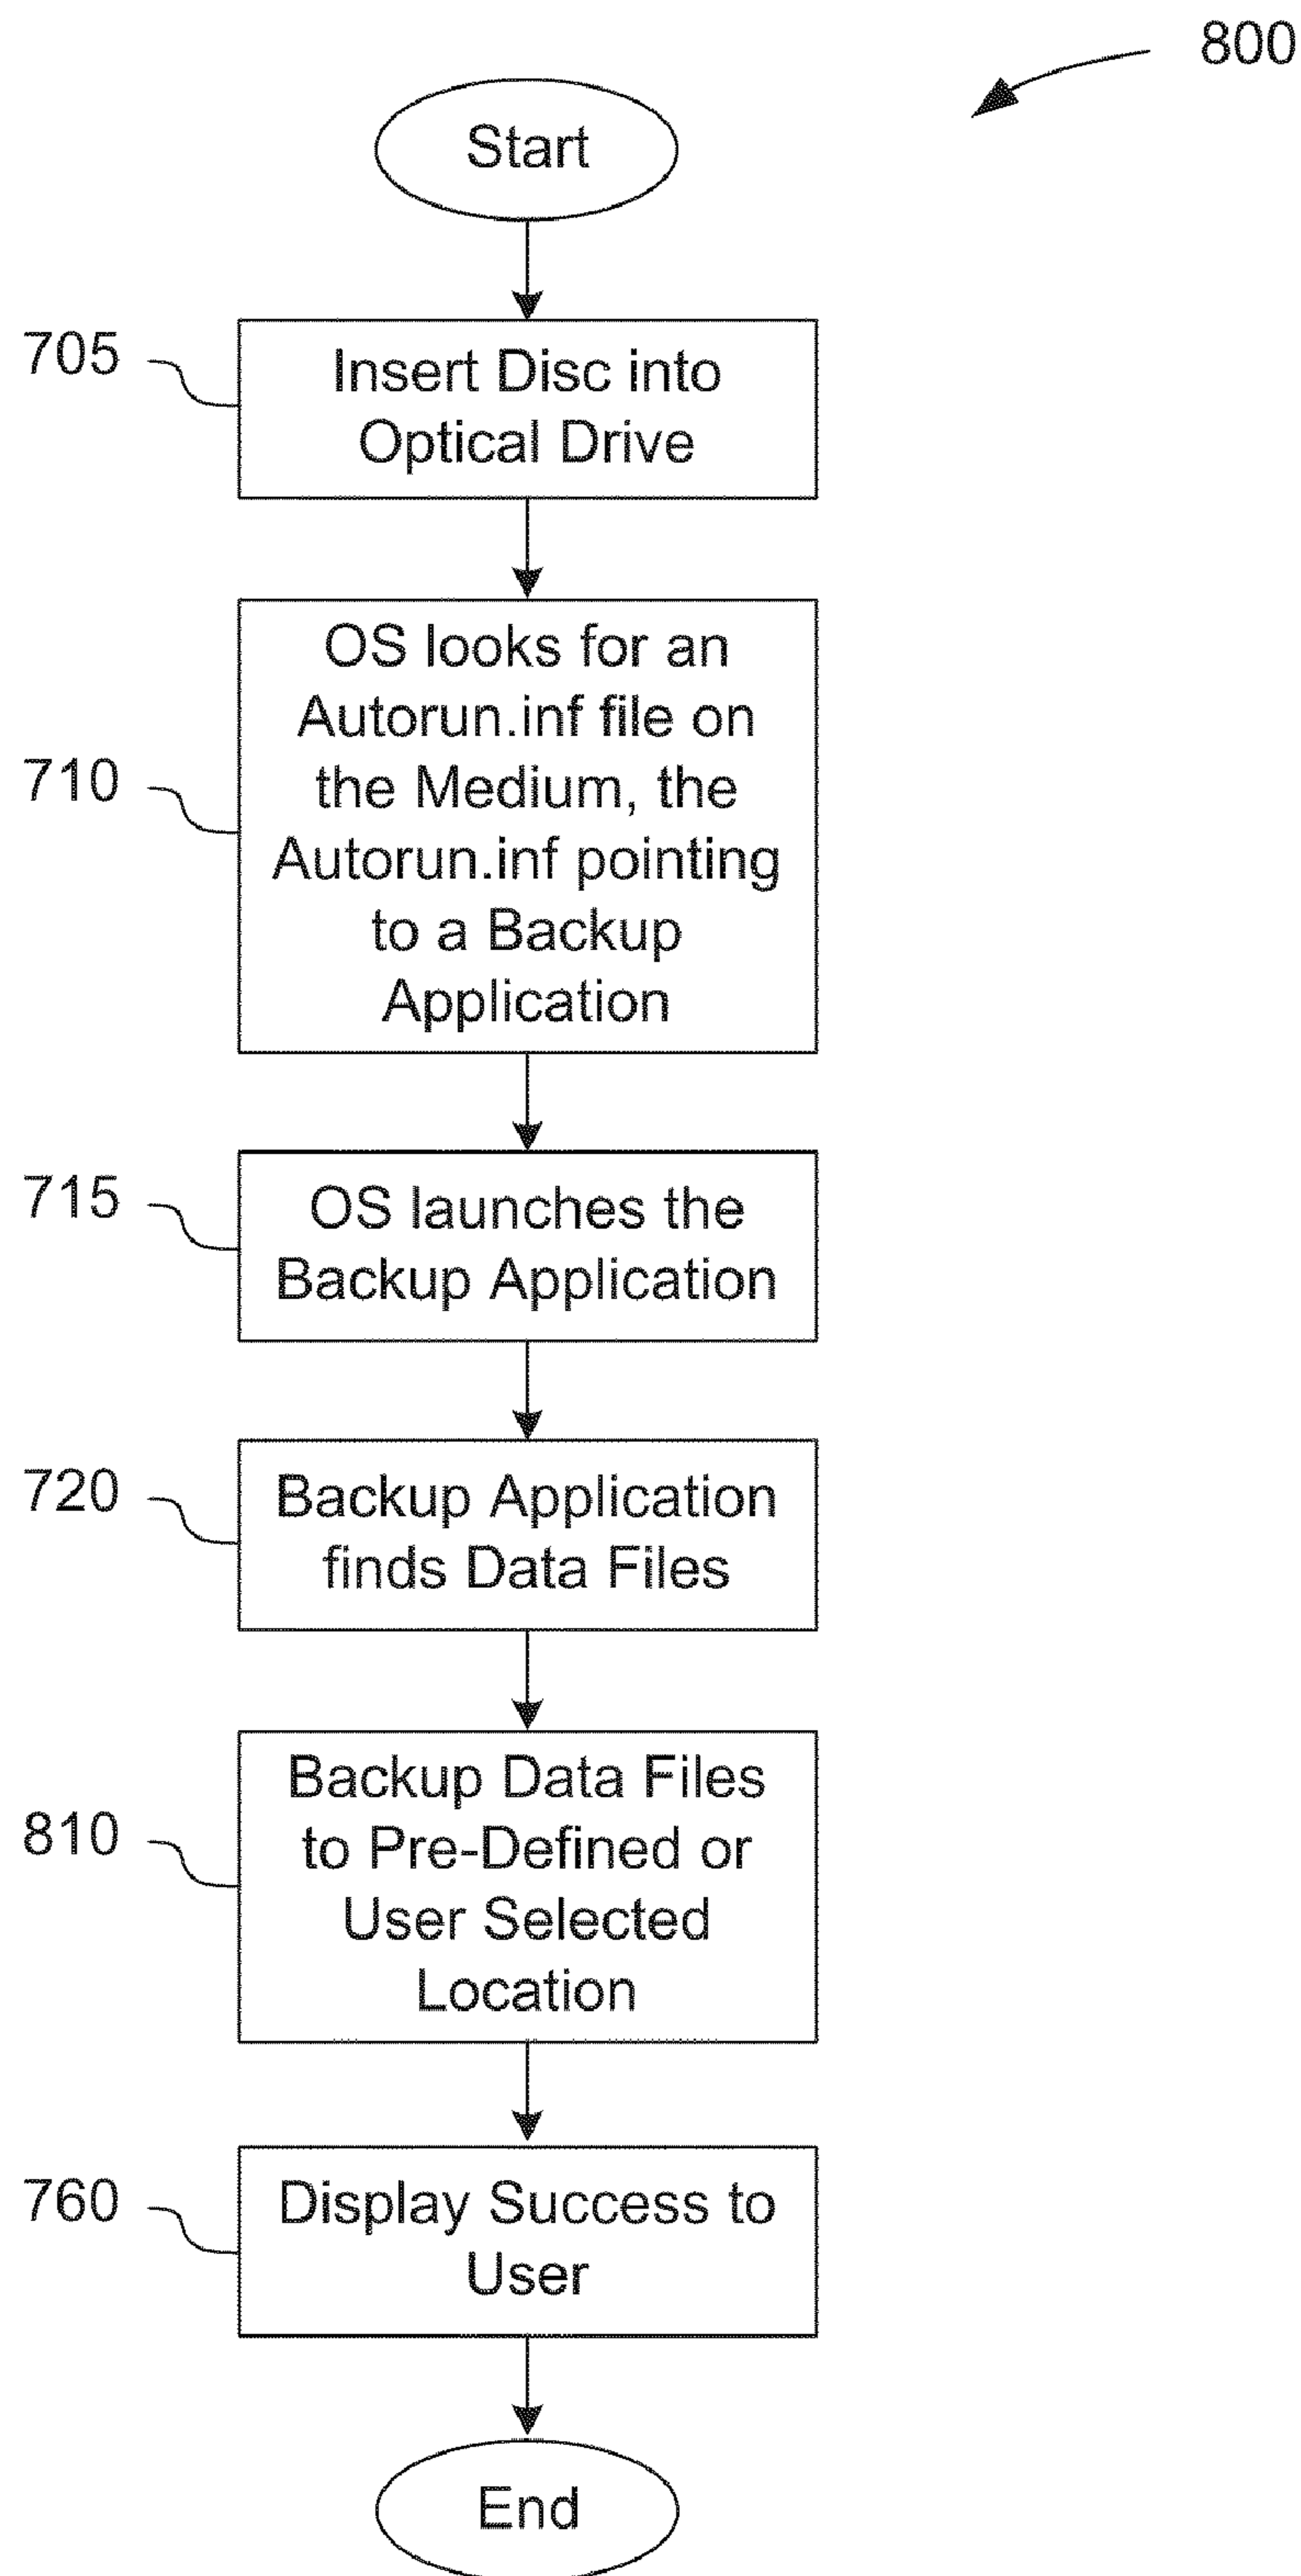 800
Start
705
Insert Disc into
Optical Drive
710
OS looks for an
Autorun.inf file on
the Medium, the
Autorun.inf pointing
to a Backup
Application
715
OS launches the
Backup Application
720
Backup Application
finds Data Files
810
Backup Data Files
to Pre-Defined or
User Selected
Location
760
Display Success to
User
End